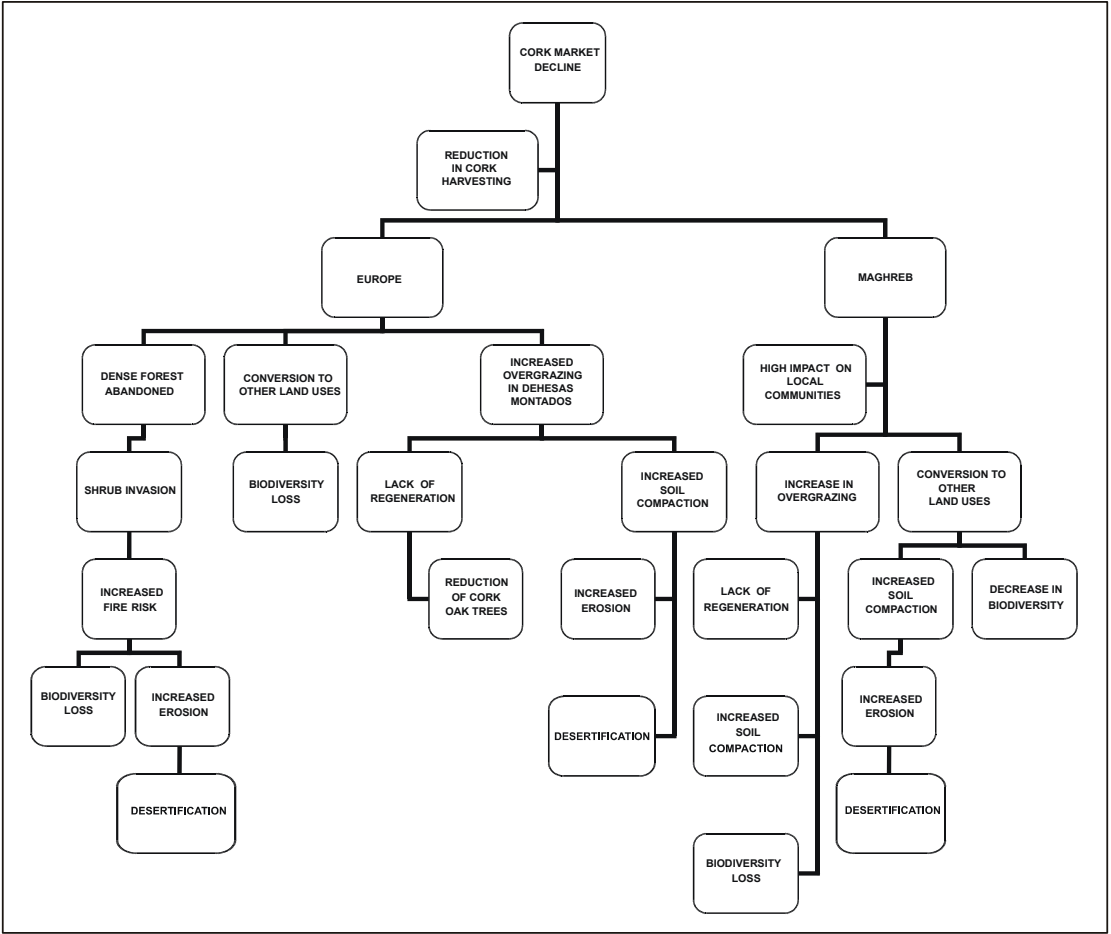 CORK MARKET
DECLINE
REDUCTION
IN CORK
HARVESTING
EUROPE
MAGHREB
DENSE FOREST
ABANDONED
CONVERSION TO
OTHER LAND USES
INCREASED
OVERGRAZING
IN DEHESAS
MONTADOS
HIGH IMPACT ON
LOCAL
COMMUNITIES
SHRUB INVASION
BIODIVERSITY
LOSS
LACK OF
REGENERATION
INCREASED
SOIL
COMPACTION
INCREASE IN
OVERGRAZING
CONVERSION TO
OTHER
LAND USES
INCREASED
FIRE RISK
REDUCTION
OF CORK
OAK TREES
INCREASED
EROSION
LACK OF
REGENERATION
INCREASED
SOIL
COMPACTION
DECREASE IN
BIODIVERSITY
BIODIVERSITY
LOSS
INCREASED
EROSION
DESERTIFICATION
INCREASED
SOIL
COMPACTION
INCREASED
EROSION
DESERTIFICATION
DESERTIFICATION
BIODIVERSITY
LOSS